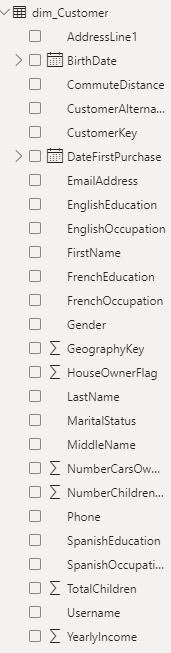 dim_Customer
AddressLine1
BirthDate
CommuteDistance
CustomerAlterna...
CustomerKey
DateFirstPurchase
EmailAddress
EnglishEducation
EnglishOccupation
FirstName
FrenchEducation
FrenchOccupation
Gender
GeographyKey
HouseOwnerFlag
LastName
MaritalStatus
MiddleName
NumberCarsOw...
NumberChildren...
Phone
SpanishEducation
SpanishOccupati...
TotalChildren
Username
YearlyIncome